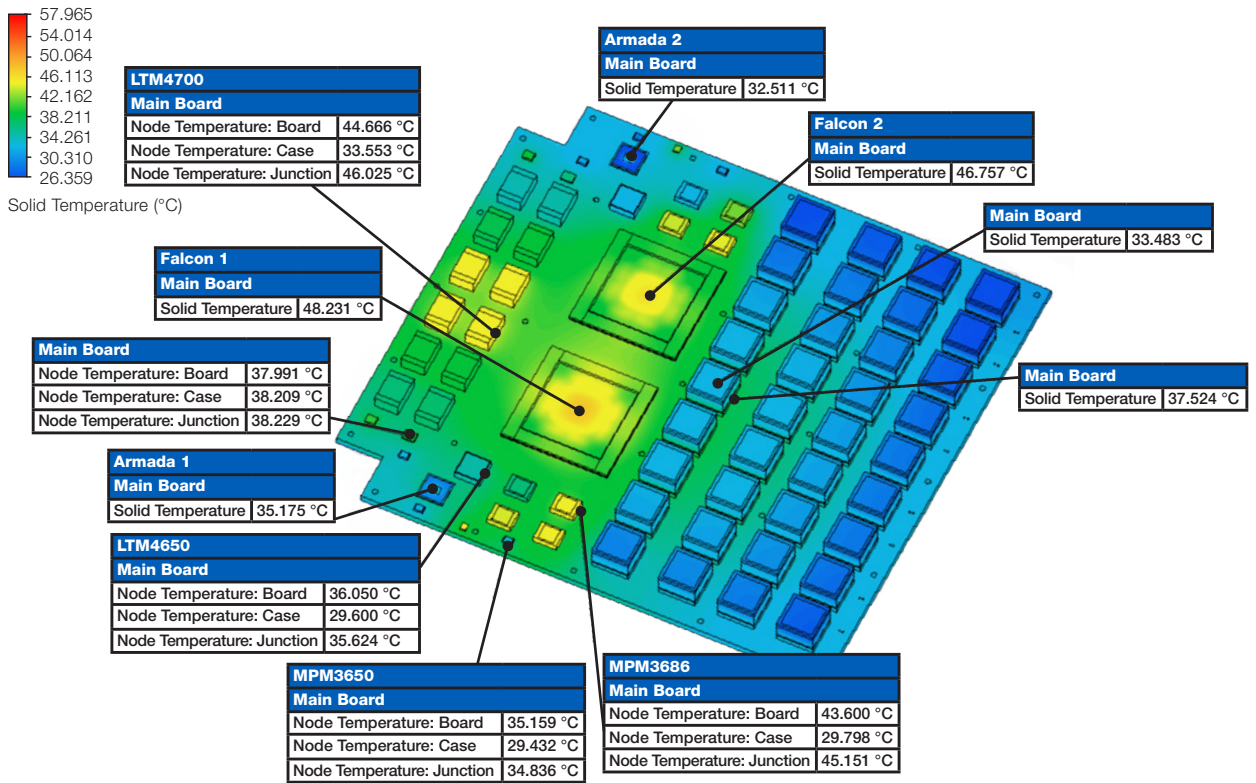 57.965
54.014
50.064
46.113
42.162
38.211
34.261
30.310
26.359
Solid Temperature (°C)
LTM4700
Main Board
Node Temperature: Board 44.666 °C
Node Temperature: Case 33.553 °C
Node Temperature: Junction 46.025 °C
Armada 2
Main Board
Solid Temperature 32.511 °C
Falcon 2
Main Board
Solid Temperature 46.757 °C
Main Board
Solid Temperature 33.483 °C
Falcon 1
Main Board
Solid Temperature 48.231 °C
Main Board
Node Temperature: Board 37.991 °C
Node Temperature: Case 38.209 °C
Node Temperature: Junction 38.229 °C
Main Board
Solid Temperature 37.524 °C
Armada 1
Main Board
Solid Temperature 35.175 °C
LTM4650
Main Board
Node Temperature: Board 36.050 °C
Node Temperature: Case 29.600 °C
Node Temperature: Junction 35.624 °C
MPM3650
Main Board
Node Temperature: Board 35.159 °C
Node Temperature: Case 29.432 °C
Node Temperature: Junction 34.836 °C
MPM3686
Main Board
Node Temperature: Board 43.600 °C
Node Temperature: Case 29.798 °C
Node Temperature: Junction 45.151 °C